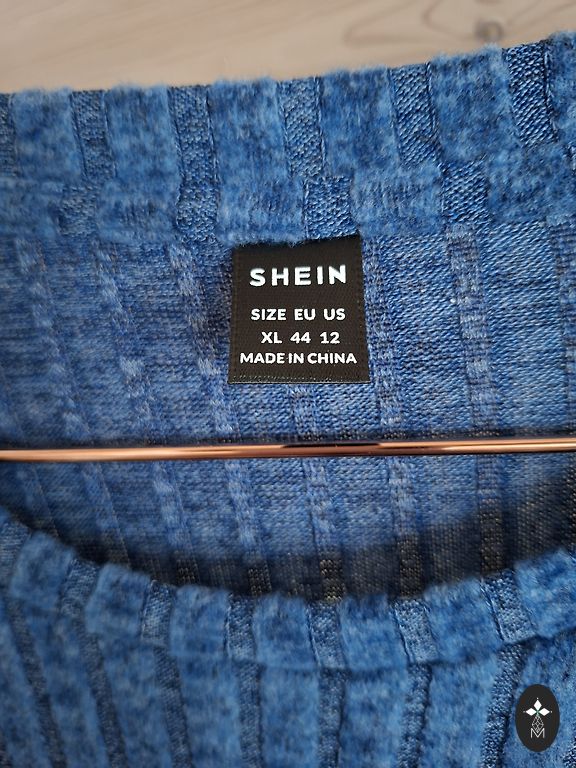 SHEIN
SIZE EU US
XL 44 12
MADE IN CHINA